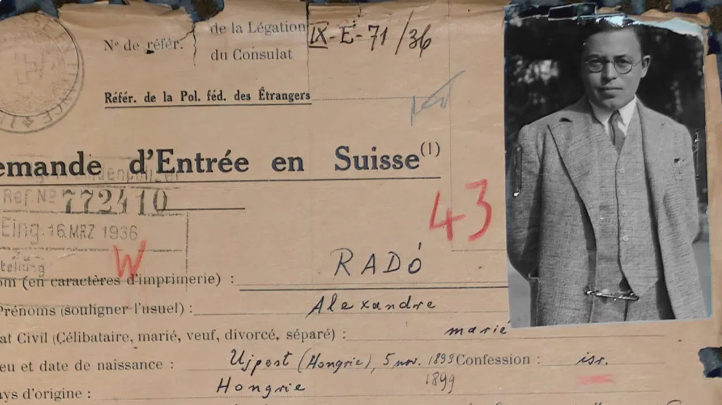 Nº de référ. de la Légation IX-E-71/36
du Consulat
Référ. de la Pol. féd. des Étrangers
emande d'Entrée en Suisse(1)
Ref Nº 772410
43
Eing. 16. MRZ 1936
W
om (en caractères d'imprimerie) : RADÓ
Prénoms (souligner l'usuel) : Alexandre
at Civil (Célibataire, marié, veuf, divorcé, séparé) : marié
eu et date de naissance : Ujpest (Hongrie), 5 nov. 1899 Confession : isr.
1899
ays d'origine : Hongrie